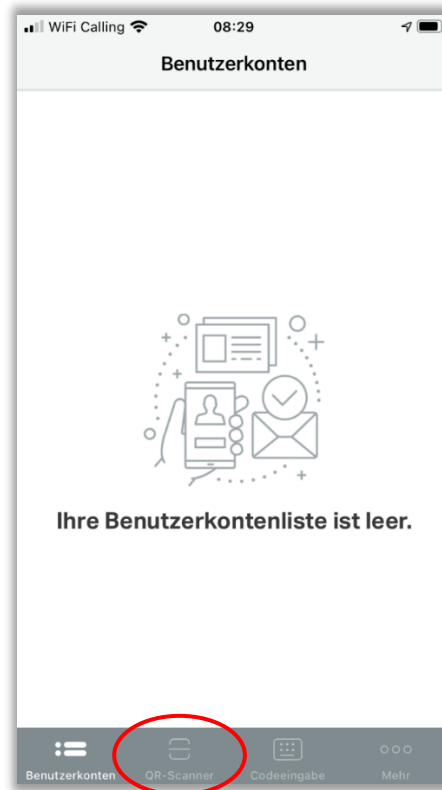 WiFi Calling 08:29
Benutzerkonten
Ihre Benutzerkontenliste ist leer.
Benutzerkonten QR-Scanner Codeeingabe Mehr